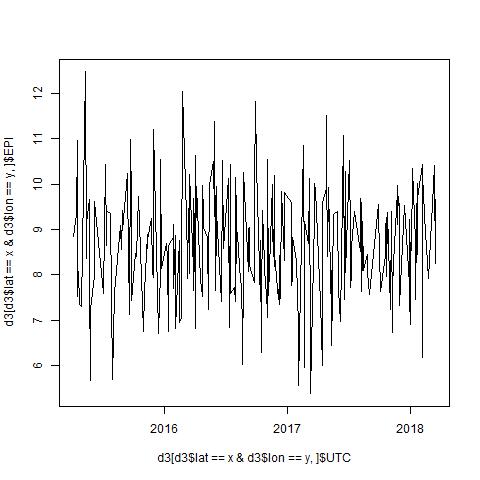 d3[d3$lat == x & d3$lon == y, ]$EPI
12
11
10
9
8
7
6
2016 2017 2018
d3[d3$lat == x & d3$lon == y, ]$UTC